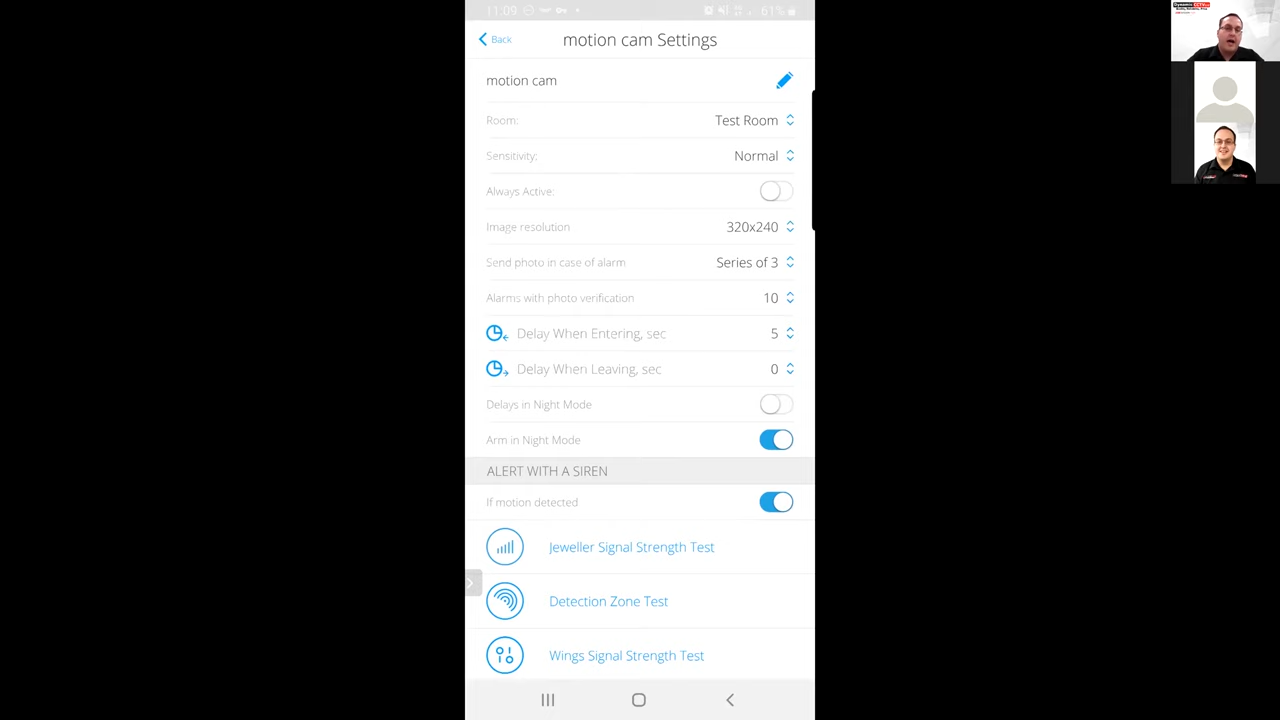 11:09
61%
Back
motion cam Settings
motion cam
Room: Test Room
Sensitivity: Normal
Always Active:
Image resolution 320x240
Send photo in case of alarm Series of 3
Alarms with photo verification 10
Delay When Entering, sec 5
Delay When Leaving, sec 0
Delays in Night Mode
Arm in Night Mode
ALERT WITH A SIREN
If motion detected
Jeweller Signal Strength Test
Detection Zone Test
Wings Signal Strength Test